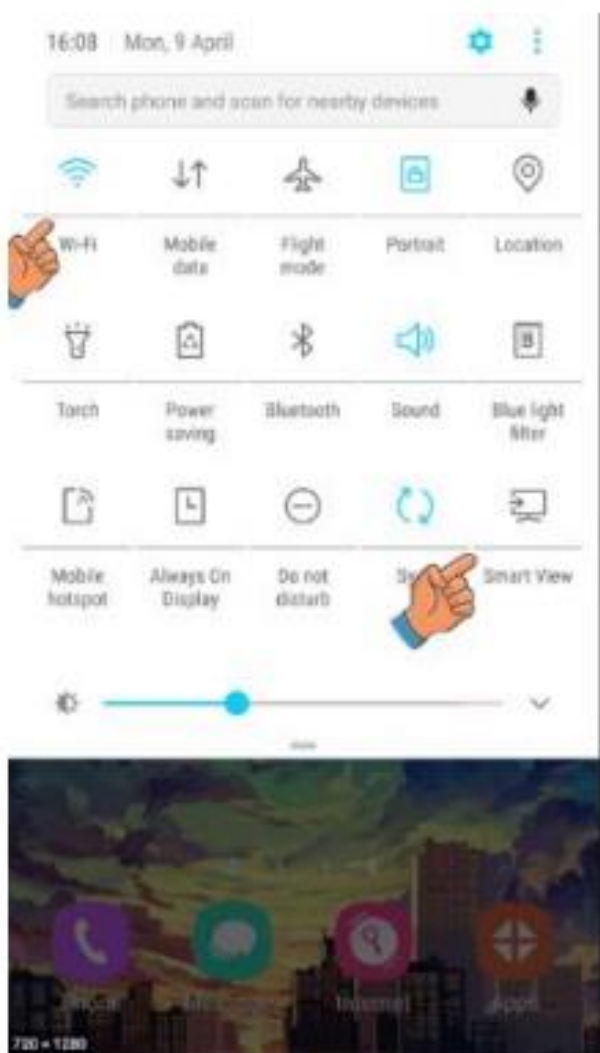 16:08 Mon, 9 April
Search phone and scan for nearby devices
Wi-Fi Mobile data Flight mode Portrait Location
Torch Power saving Bluetooth Sound Blue light filter
B
Mobile hotspot Always On Display Do not disturb Smart View
Internet Apps
720 × 1280